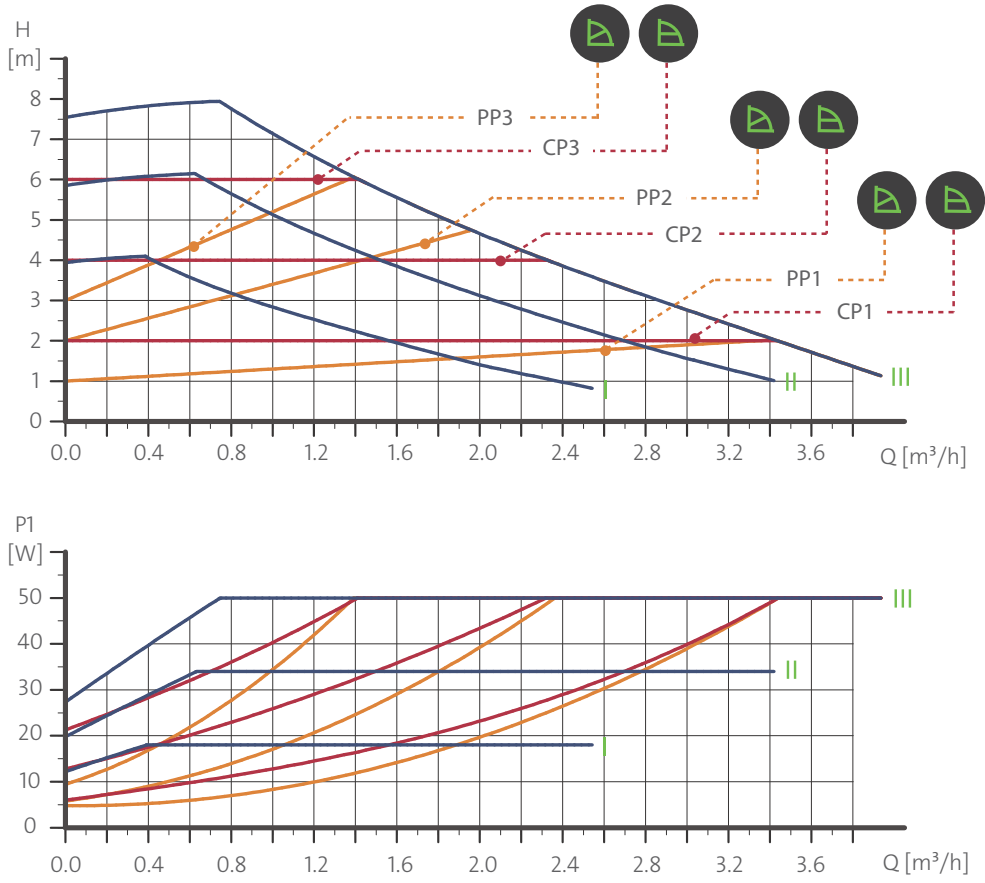 H
[m]
8
7
6
5
4
3
2
1
0
PP3
CP3
PP2
CP2
PP1
CP1
I
II
III
0.0 0.4 0.8 1.2 1.6 2.0 2.4 2.8 3.2 3.6 Q [m³/h]
P1
[W]
50
40
30
20
10
0
III
II
I
0.0 0.4 0.8 1.2 1.6 2.0 2.4 2.8 3.2 3.6 Q [m³/h]